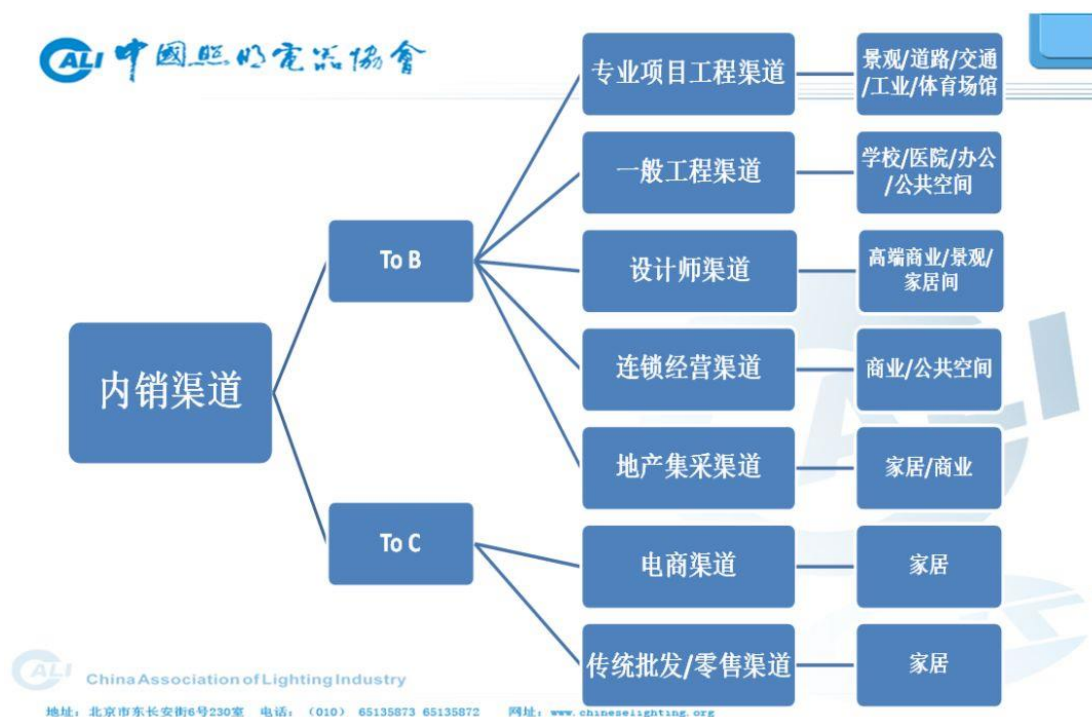 CALI 中國照明電器協會
内销渠道
To B
专业项目工程渠道
景观/道路/交通
/工业/体育场馆
一般工程渠道
学校/医院/办公
/公共空间
设计师渠道
高端商业/景观/
家居间
连锁经营渠道
商业/公共空间
地产集采渠道
家居/商业
To C
电商渠道
家居
传统批发/零售渠道
家居
CALI China Association of Lighting Industry
地址：北京市东长安街6号230室 电话：（010） 65135873 65135872 网址：www.chineselighting.org